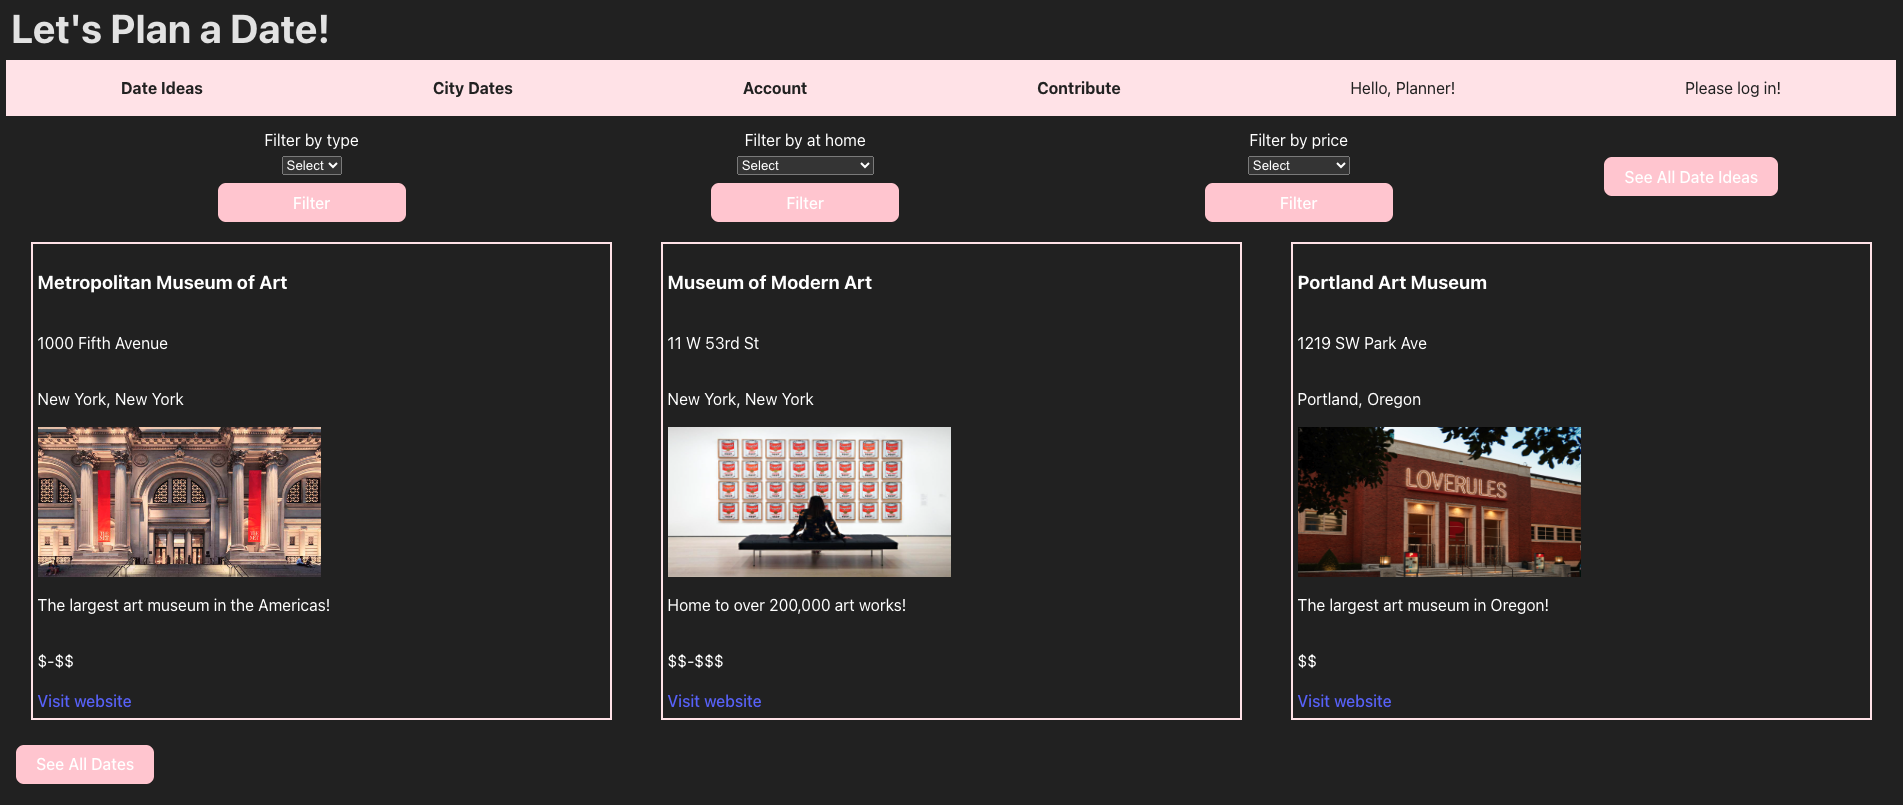 Let's Plan a Date!
Date Ideas City Dates Account Contribute Hello, Planner! Please log in!
Filter by type
Select
Filter
Filter by at home
Select
Filter
Filter by price
Select
Filter
See All Date Ideas
Metropolitan Museum of Art
1000 Fifth Avenue
New York, New York
The largest art museum in the Americas!
$-$$
Visit website
Museum of Modern Art
11 W 53rd St
New York, New York
Home to over 200,000 art works!
$$-$$$
Visit website
Portland Art Museum
1219 SW Park Ave
Portland, Oregon
LOVERULES
The largest art museum in Oregon!
$$
Visit website
See All Dates